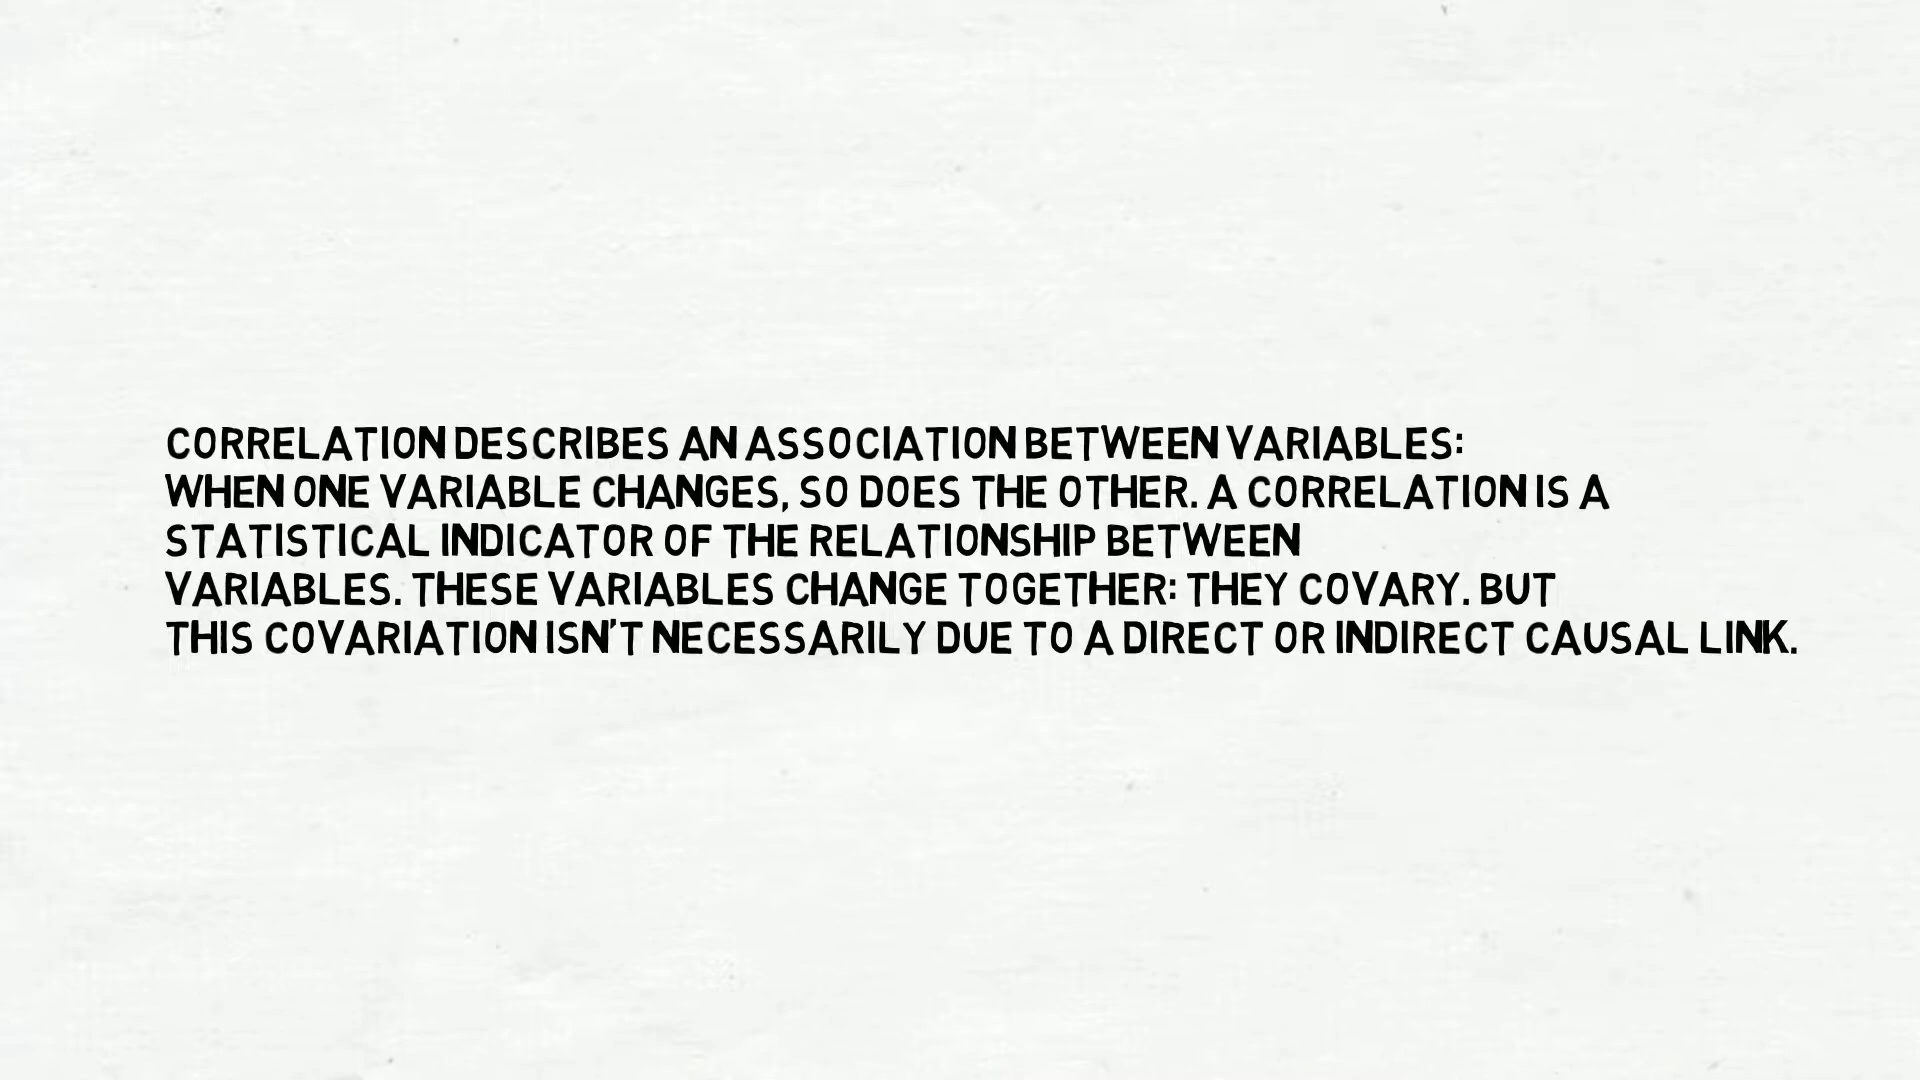 CORRELATION DESCRIBES AN ASSOCIATION BETWEEN VARIABLES:
WHEN ONE VARIABLE CHANGES, SO DOES THE OTHER. A CORRELATION IS A
STATISTICAL INDICATOR OF THE RELATIONSHIP BETWEEN
VARIABLES. THESE VARIABLES CHANGE TOGETHER: THEY COVARY. BUT
THIS COVARIATION ISN'T NECESSARILY DUE TO A DIRECT OR INDIRECT CAUSAL LINK.